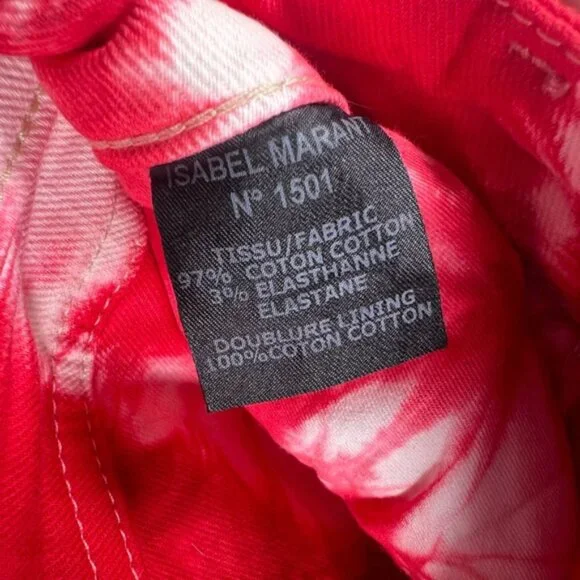 ISABEL MARANT
N° 1501
TISSU/FABRIC
97% COTON COTTON
3% ELASTHANNE
ELASTANE
DOUBLURE LINING
100%COTON COTTON